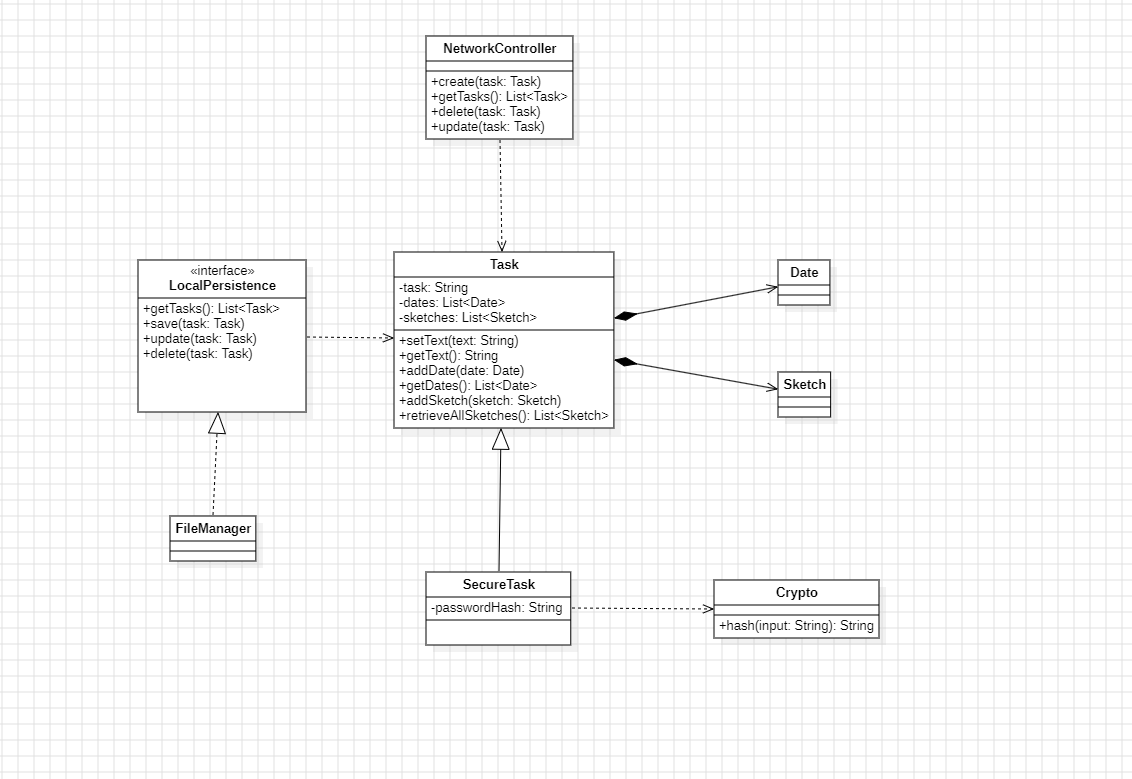 NetworkController
+create(task: Task)
+getTasks(): List<Task>
+delete(task: Task)
+update(task: Task)
«interface»
LocalPersistence
+getTasks(): List<Task>
+save(task: Task)
+update(task: Task)
+delete(task: Task)
Task
-task: String
-dates: List<Date>
-sketches: List<Sketch>
+setText(text: String)
+getText(): String
+addDate(date: Date)
+getDates(): List<Date>
+addSketch(sketch: Sketch)
+retrieveAllSketches(): List<Sketch>
Date
Sketch
FileManager
SecureTask
-passwordHash: String
Crypto
+hash(input: String): String